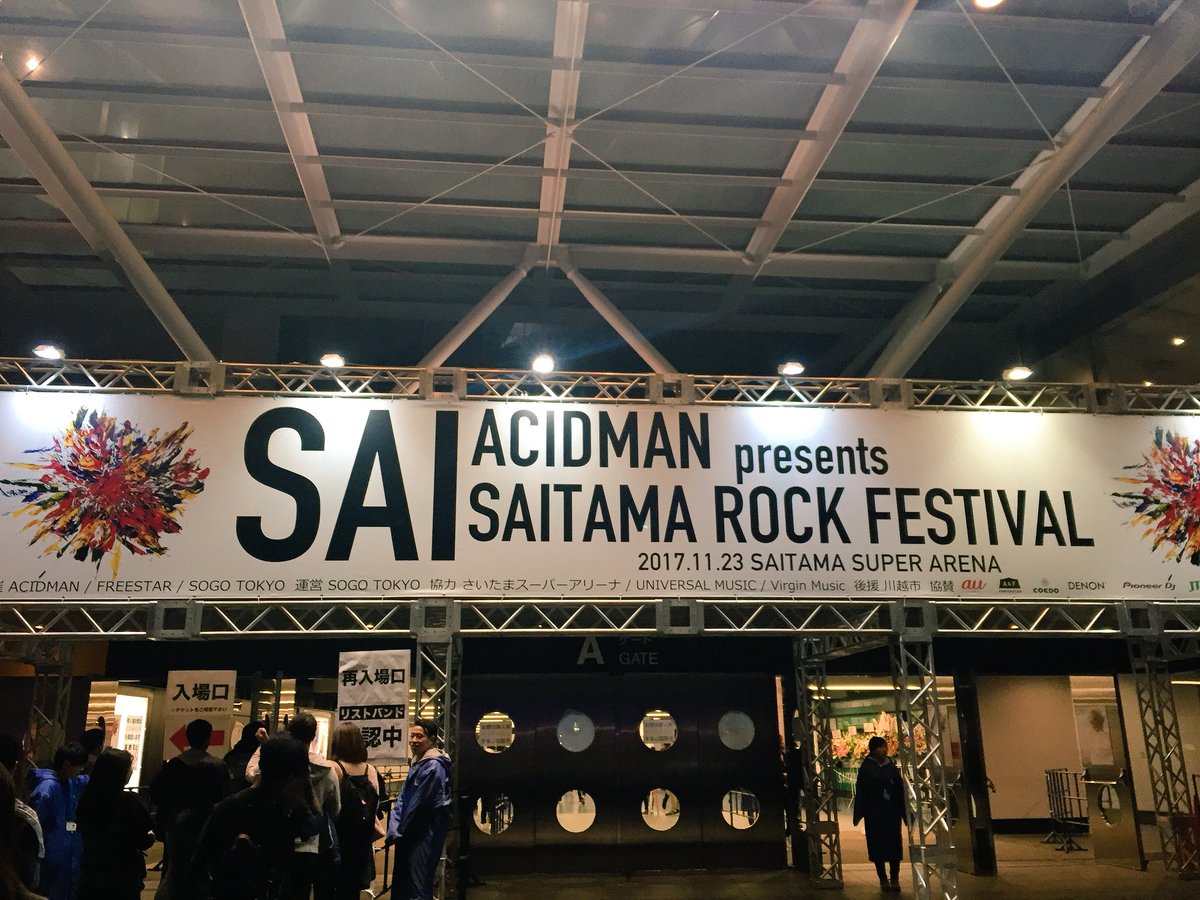 SAI
ACIDMAN presents
SAITAMA ROCK FESTIVAL
2017.11.23 SAITAMA SUPER ARENA
ACIDMAN / FREESTAR / SOGO TOKYO 運営 SOGO TOKYO 協力 さいたまスーパーアリーナ / UNIVERSAL MUSIC / Virgin Music 後援 川越市 協賛 au A&F COEDO DENON Pioneer Dj
A ゲート
GATE
入場口
再入場口
リストバンド
認中